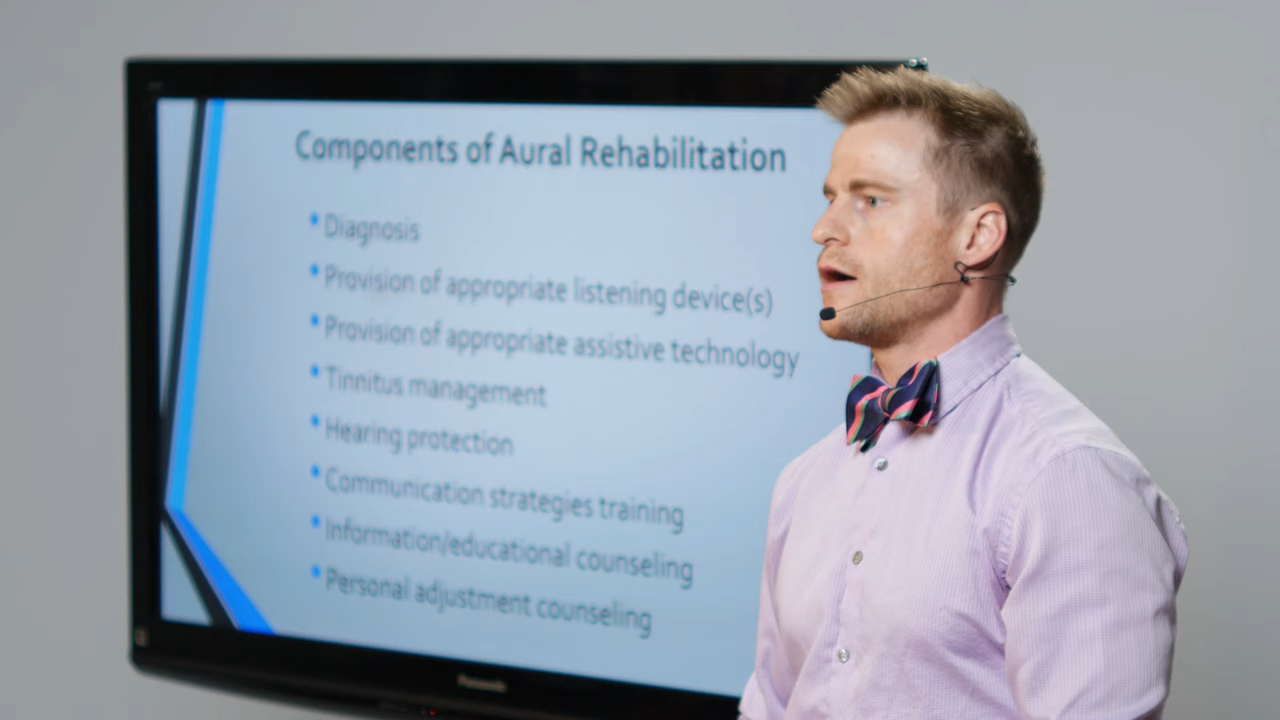 Components of Aural Rehabilitation
• Diagnosis
• Provision of appropriate listening device(s)
• Provision of appropriate assistive technology
• Tinnitus management
• Hearing protection
• Communication strategies training
• Information/educational counseling
• Personal adjustment counseling
Panasonic